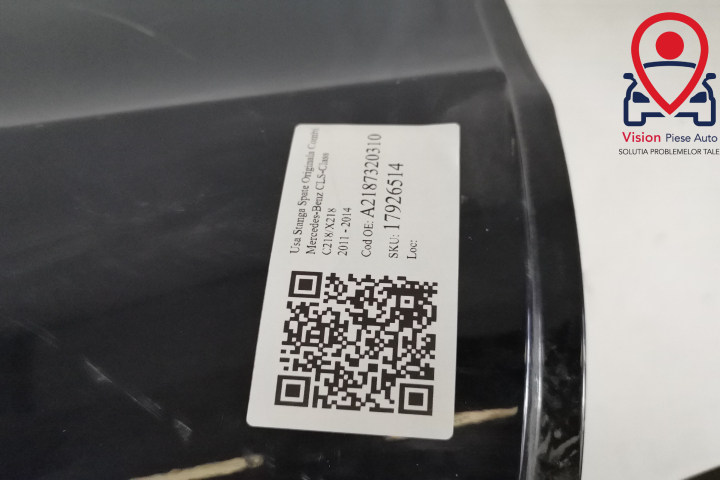 Usa Stanga Spate Originala Combi
Mercedes-Benz CLS-Class
C218/X218
2011 - 2014
Cod OE: A2187320310
SKU: 17926514
Loc:
Vision Piese Auto
SOLUTIA PROBLEMELOR TALE